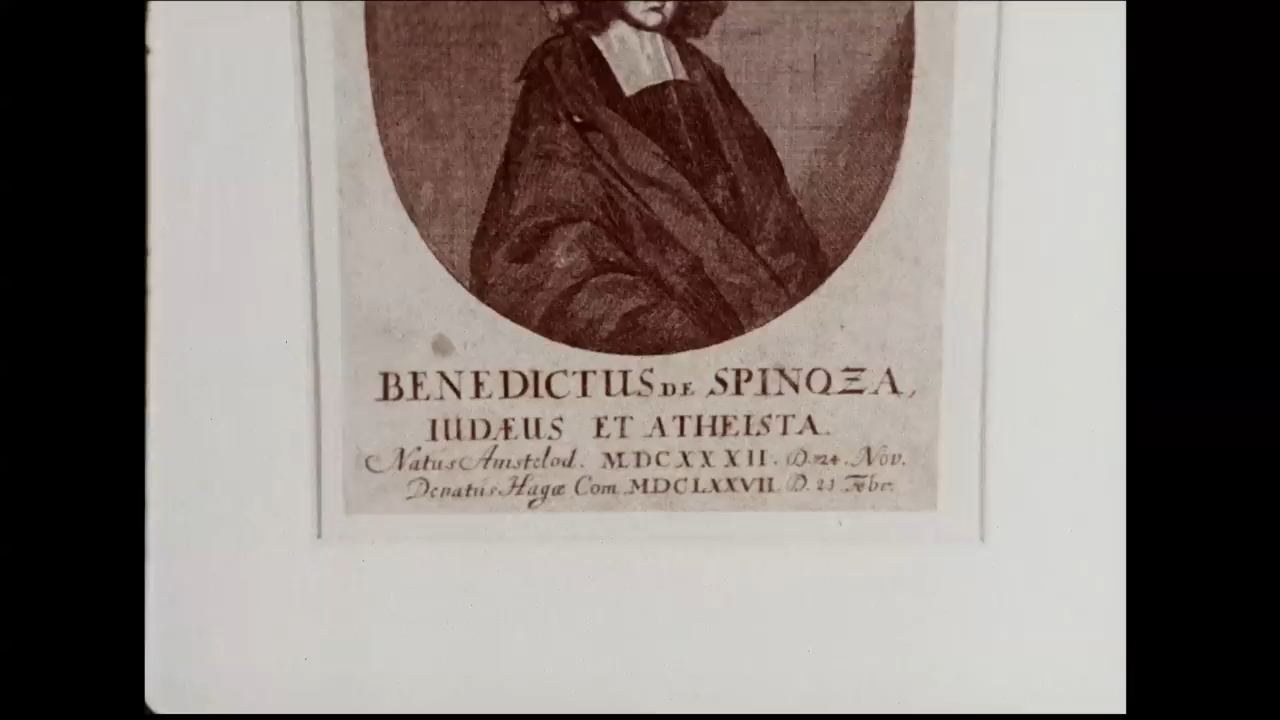 BENEDICTUS DE SPINOZA,
IUDÆUS ET ATHEISTA.
Natus Amstelod. MDCXXXII. D. 24. Nov.
Denatus Hagæ Com. MDCLXXVII. D. 21 Febr.